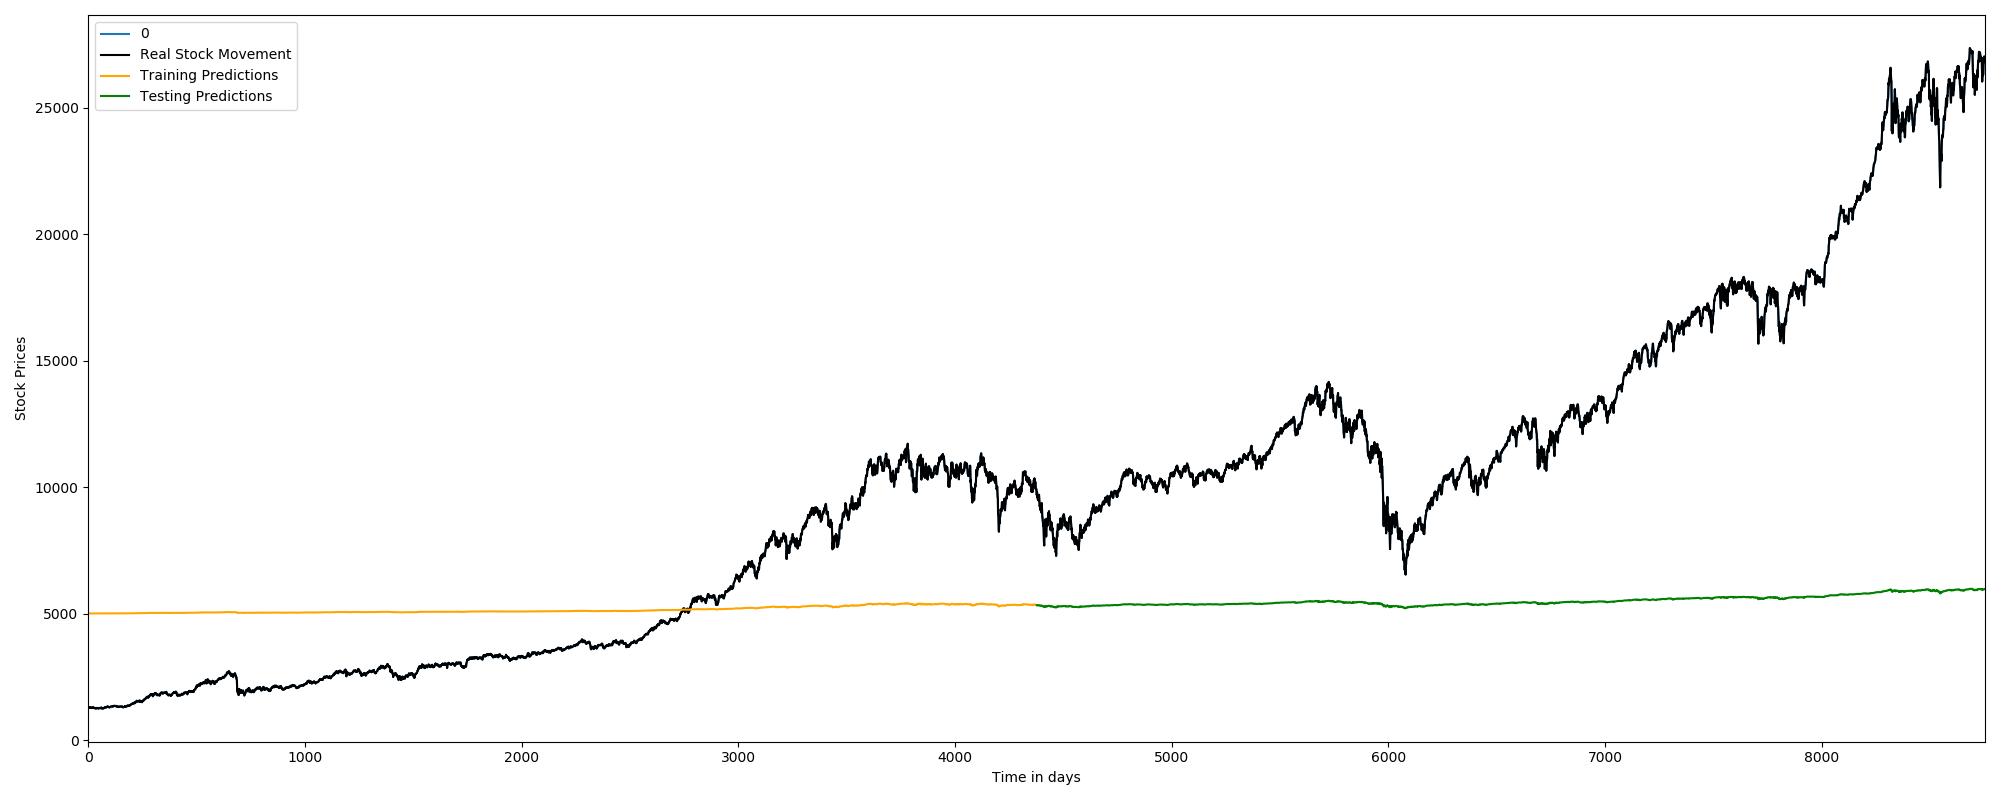 0
Real Stock Movement
Training Predictions
Testing Predictions
25000
20000
15000
10000
5000
0
Stock Prices
0 1000 2000 3000 4000 5000 6000 7000 8000
Time in days